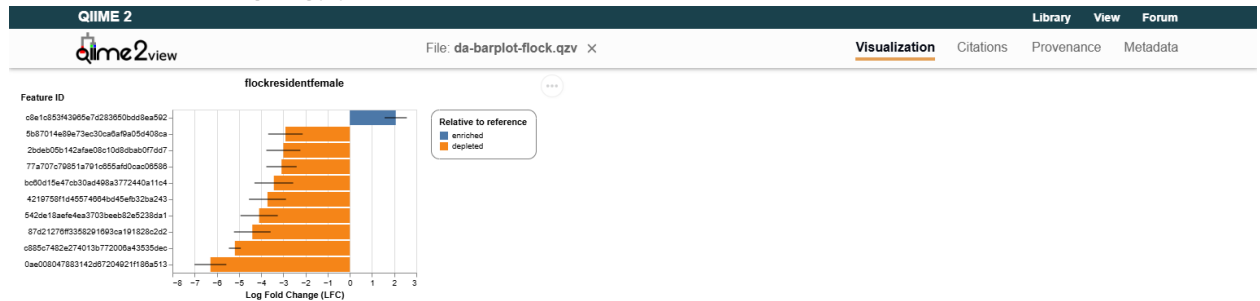 QIIME 2
Library View Forum
qiime2view
File: da-barplot-flock.qzv ×
Visualization Citations Provenance Metadata
flockresidentfemale
Feature ID
c8e1c853f43965e7d283650bdd8ea592
5b87014e89e73ec30ca6af9a05d408ca
2bdeb05b142afae08c10d8dbab0f7dd7
77a707c79851a791c655afd0cac06586
bc60d15e47cb30ad498a3772440a11c4
4219758f1d45574664bd45efb32ba243
542de18aefe4ea3703beeb82e5238da1
87d21276ff3358291693ca191828c2d2
c885c7482e274013b772006a43535dec
0ae008047883142d67204921f186a513
−8 −7 −6 −5 −4 −3 −2 −1 0 1 2 3
Log Fold Change (LFC)
Relative to reference
enriched
depleted